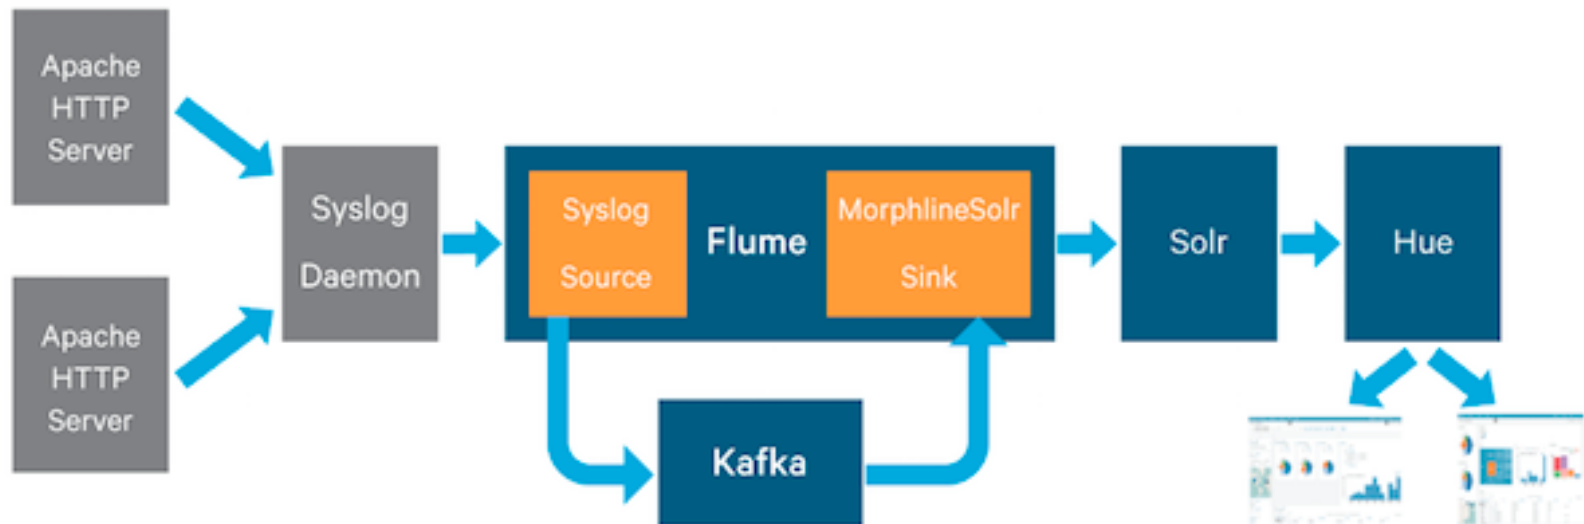 Apache
HTTP
Server
Apache
HTTP
Server
Syslog
Daemon
Syslog
Source
Flume
MorphlineSolr
Sink
Kafka
Solr
Hue